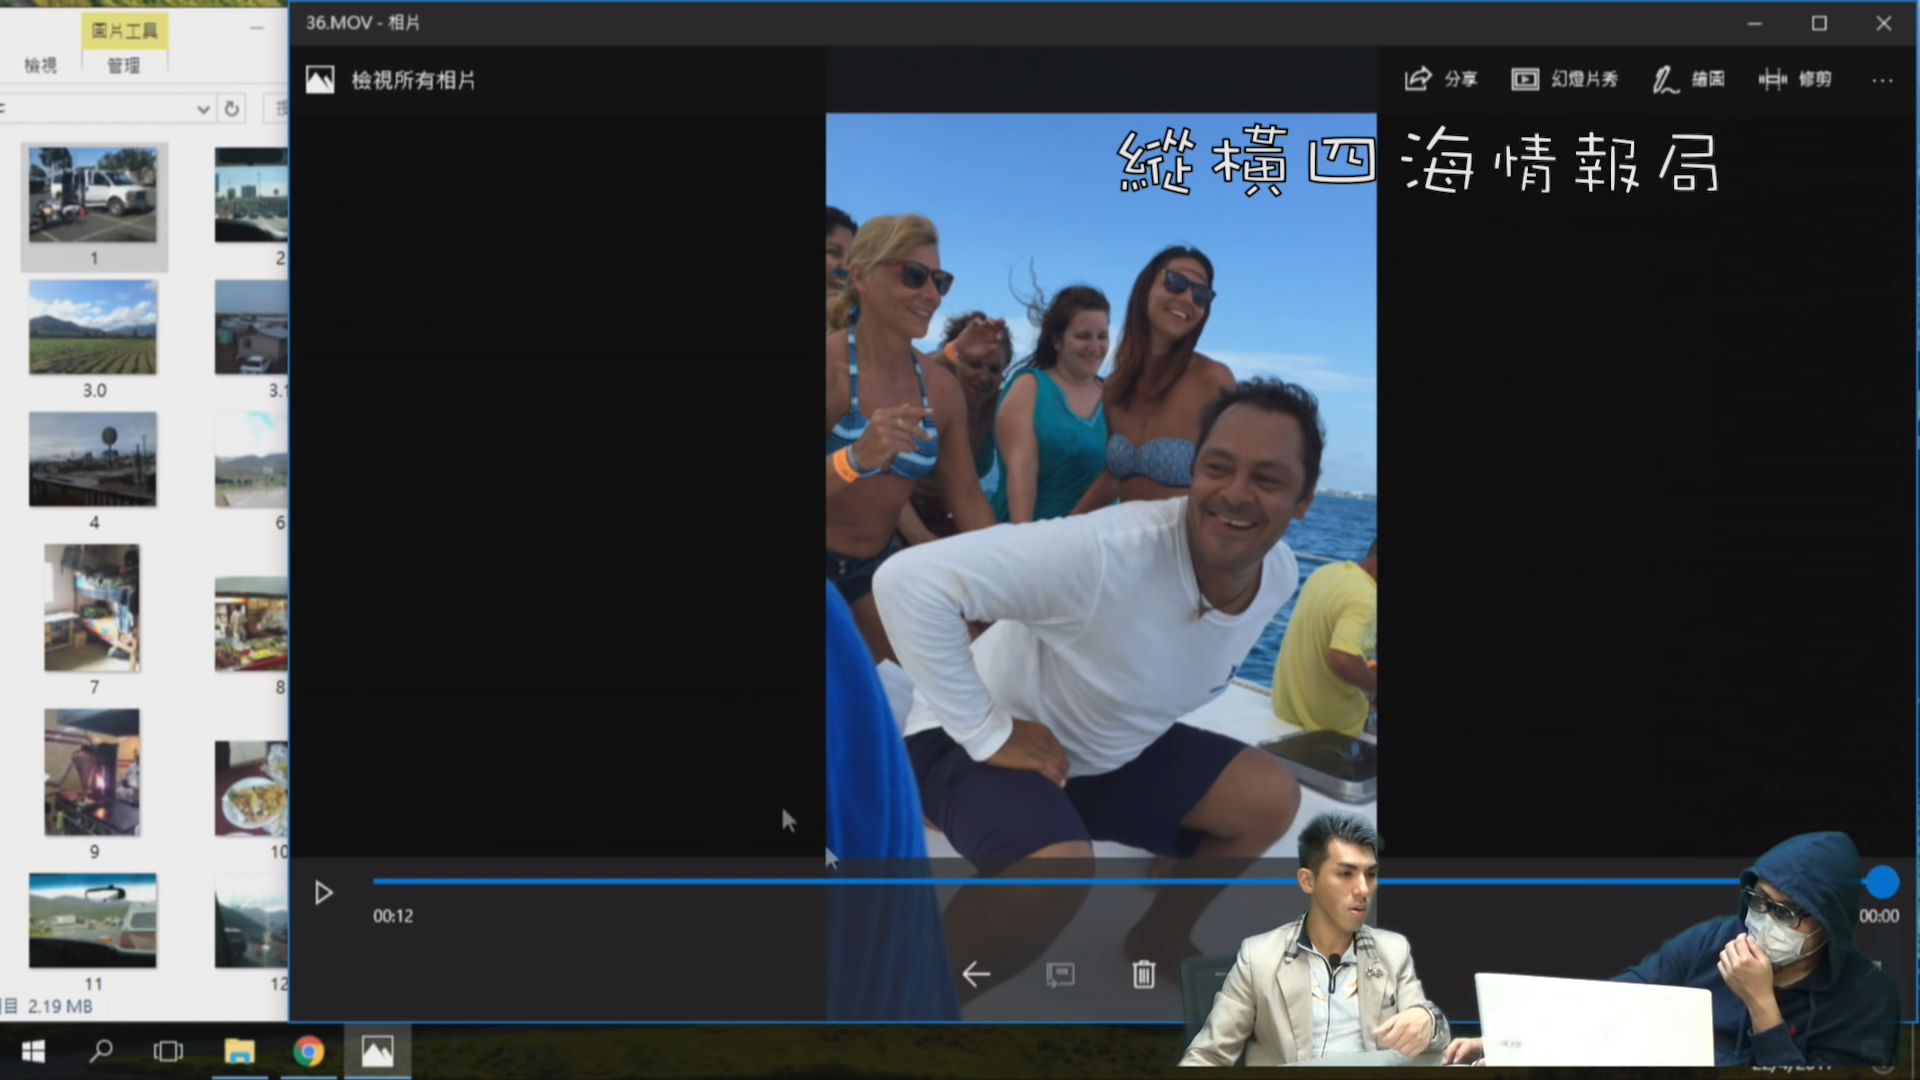 36.MOV - 相片
圖片工具
檢視
管理
檢視所有相片
分享
幻燈片秀
繪圖
修剪
縱橫四海情報局
1
2
3.0
3.1
4
6
7
8
9
10
11
12
2.19 MB
00:12
00:00